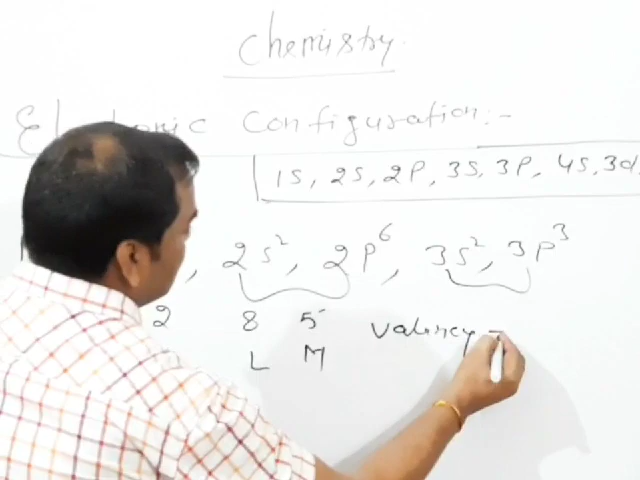 Chemistry
Configuration:-
1S, 2S, 2P, 3S, 3P, 4S, 3d,
, 2s², 2p⁶, 3s², 3p³
2 8 5 Valency =
L M